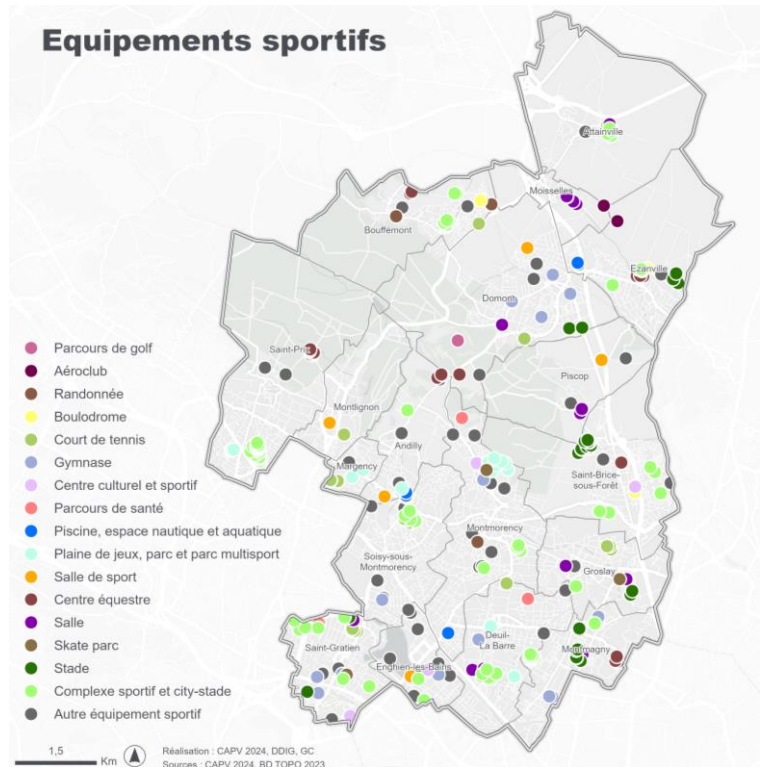 Equipements sportifs
Attainville
Moisselles
Bouffémont
Ezanville
Domont
Parcours de golf
Aéroclub
Randonnée
Boulodrome
Court de tennis
Gymnase
Centre culturel et sportif
Parcours de santé
Piscine, espace nautique et aquatique
Plaine de jeux, parc et parc multisport
Salle de sport
Centre équestre
Salle
Skate parc
Stade
Complexe sportif et city-stade
Autre équipement sportif
Piscop
Montlignon
Andilly
Margency
Saint-Brice-
sous-Forêt
Montmorency
Soisy-sous-
Montmorency
Groslay
Saint-Gratien
Deuil-
La Barre
Enghien-les-Bains
Montmagny
1,5
Km
Réalisation : CAPV 2024, DDIG, GC
Sources : CAPV 2024, BD TOPO 2023